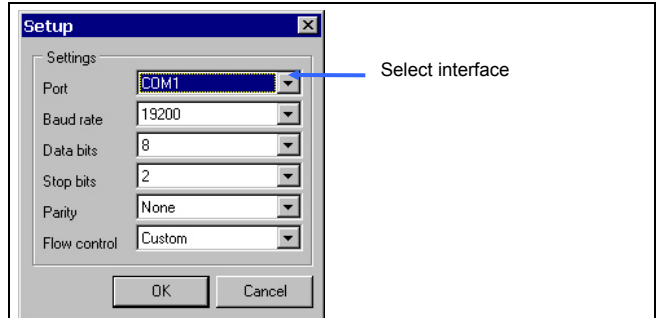 Setup
Settings
Port COM1 Select interface
Baud rate 19200
Data bits 8
Stop bits 2
Parity None
Flow control Custom
OK Cancel